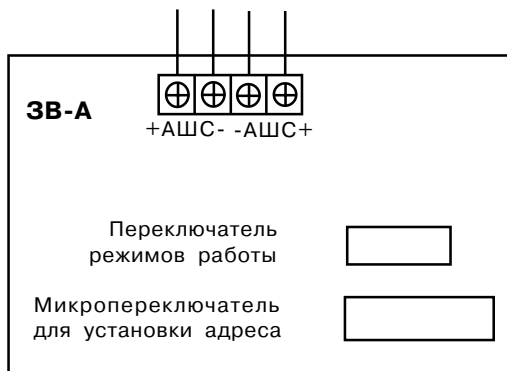 ЗВ-А
+АШС- -АШС+
Переключатель
режимов работы
Микропереключатель
для установки адреса